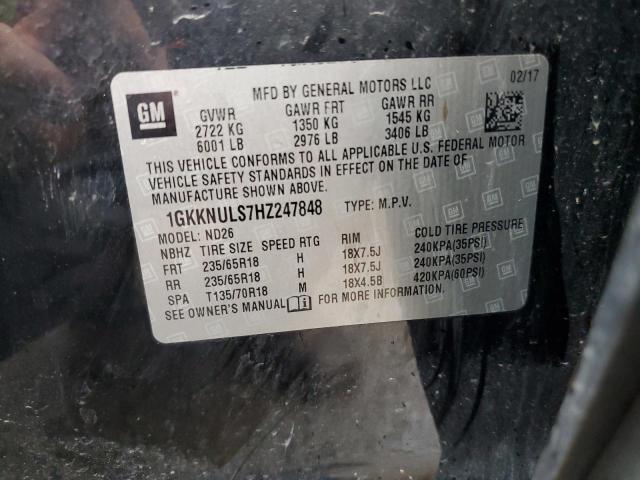 GM
MFD BY GENERAL MOTORS LLC
02/17
GVWR GAWR FRT GAWR RR
2722 KG 1350 KG 1545 KG
6001 LB 2976 LB 3406 LB
THIS VEHICLE CONFORMS TO ALL APPLICABLE U.S. FEDERAL MOTOR
VEHICLE SAFETY STANDARDS IN EFFECT ON THE DATE OF
MANUFACTURE SHOWN ABOVE.
1GKKNULS7HZ247848 TYPE: M.P.V.
MODEL: ND26
NBHZ TIRE SIZE SPEED RTG RIM COLD TIRE PRESSURE
FRT 235/65R18 H 18X7.5J 240KPA(35PSI)
RR 235/65R18 H 18X7.5J 240KPA(35PSI)
SPA T135/70R18 M 18X4.5B 420KPA(60PSI)
SEE OWNER'S MANUAL FOR MORE INFORMATION.